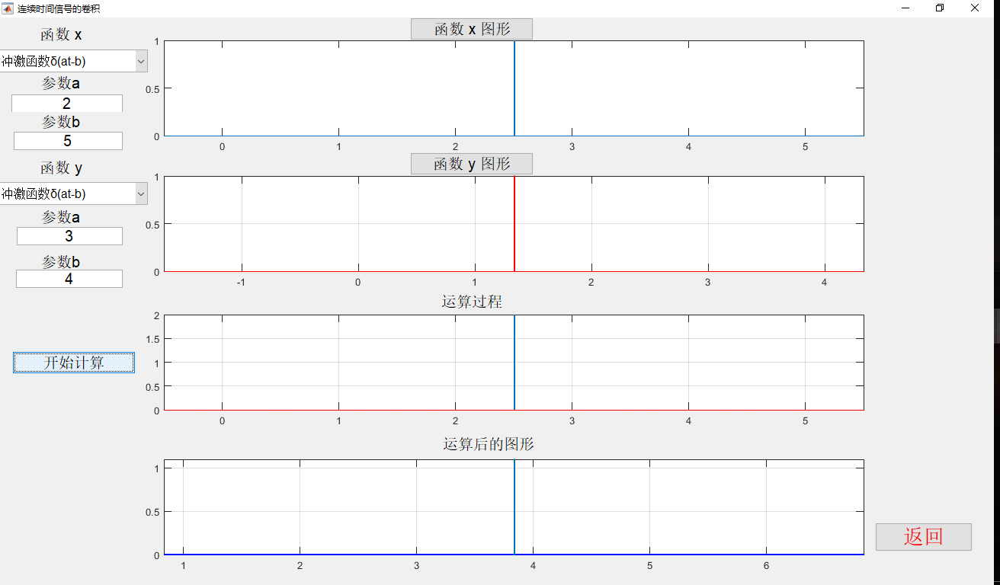 连续时间信号的卷积
函数 x
冲激函数δ(at-b)
参数a
2
参数b
5
函数 y
冲激函数δ(at-b)
参数a
3
参数b
4
开始计算
函数 x 图形
1
0.5
0
0 1 2 3 4 5
函数 y 图形
1
0.5
0
-1 0 1 2 3 4
运算过程
2
1.5
1
0.5
0
0 1 2 3 4 5
运算后的图形
1
0.5
0
1 2 3 4 5 6
返回